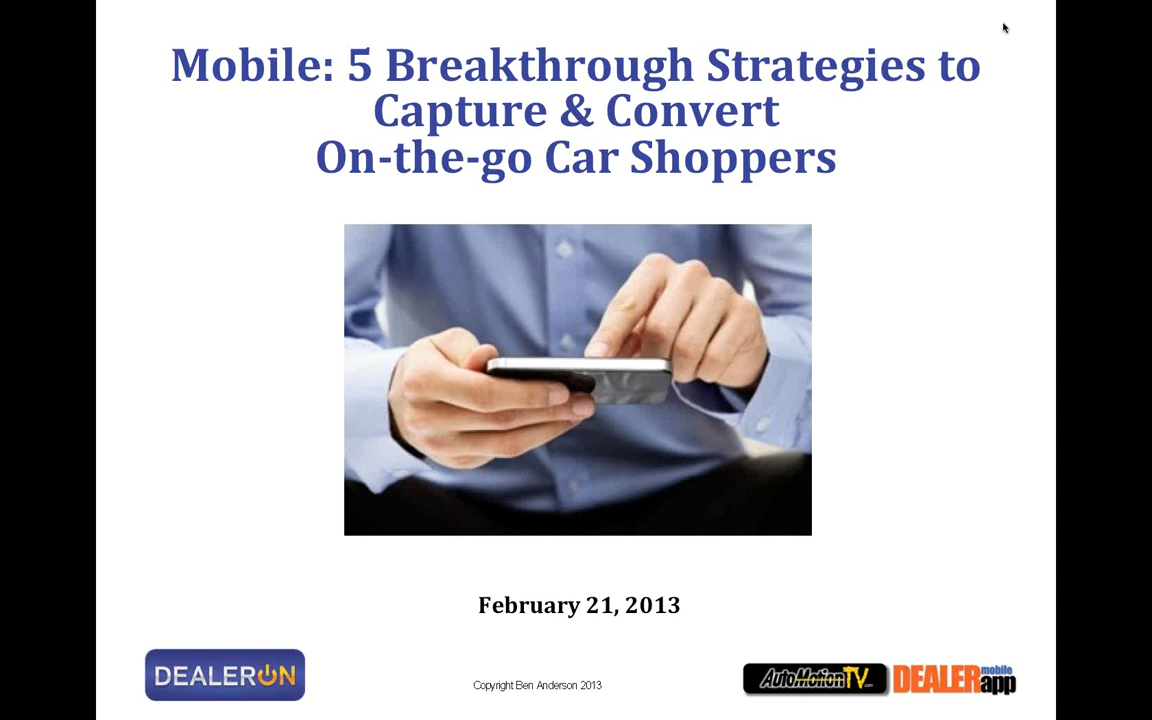 Mobile: 5 Breakthrough Strategies to
Capture & Convert
On-the-go Car Shoppers
February 21, 2013
DEALERON
Copyright Ben Anderson 2013
AutoMotionTV.com
DEALER mobile app